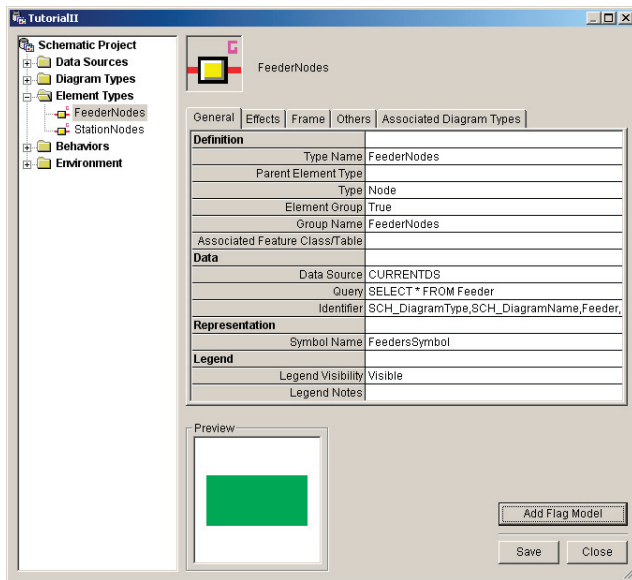 TutorialII
Schematic Project
Data Sources
Diagram Types
Element Types
FeederNodes
StationNodes
Behaviors
Environment
G
FeederNodes
General Effects Frame Others Associated Diagram Types
Definition
Type Name FeederNodes
Parent Element Type
Type Node
Element Group True
Group Name FeederNodes
Associated Feature Class/Table
Data
Data Source CURRENTDS
Query SELECT * FROM Feeder
Identifier SCH_DiagramType,SCH_DiagramName,Feeder,
Representation
Symbol Name FeedersSymbol
Legend
Legend Visibility Visible
Legend Notes
Preview
Add Flag Model
Save Close